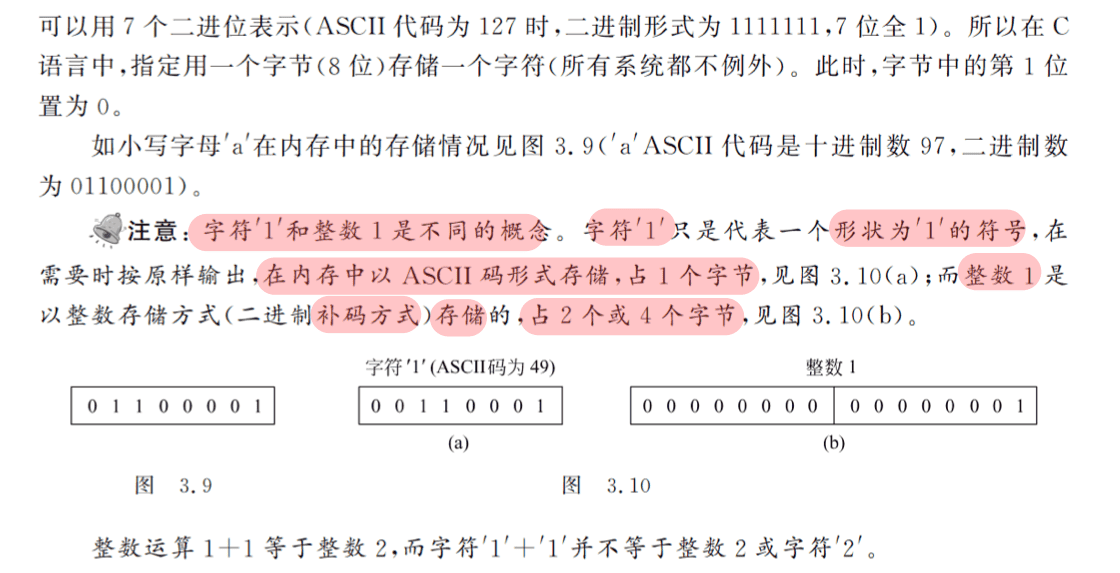 可以用 7 个二进位表示(ASCII 代码为 127 时,二进制形式为 1111111,7 位全 1)。所以在 C
语言中,指定用一个字节(8 位)存储一个字符(所有系统都不例外)。此时,字节中的第 1 位
置为 0。
如小写字母'a'在内存中的存储情况见图 3.9('a'ASCII 代码是十进制数 97,二进制数
为 01100001)。
注意:字符'1'和整数 1 是不同的概念。字符'1'只是代表一个形状为'1'的符号,在
需要时按原样输出,在内存中以 ASCII 码形式存储,占 1 个字节,见图 3.10(a);而整数 1 是
以整数存储方式(二进制补码方式)存储的,占 2 个或 4 个字节,见图 3.10(b)。
字符'1'(ASCII码为 49) 整数 1
0 1 1 0 0 0 0 1 0 0 1 1 0 0 0 1 0 0 0 0 0 0 0 0 0 0 0 0 0 0 0 1
(a) (b)
图 3.9 图 3.10
整数运算 1+1 等于整数 2,而字符'1'+'1'并不等于整数 2 或字符'2'。